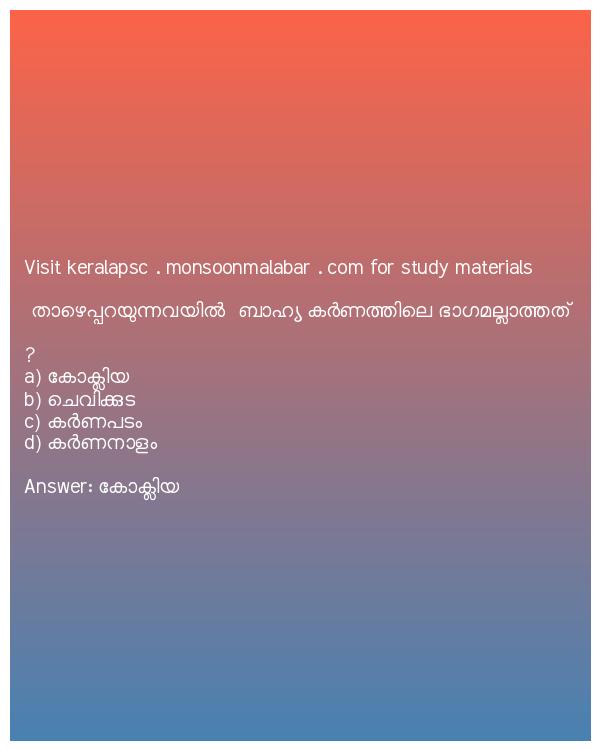 Visit keralapsc . monsoonmalabar . com for study materials
താഴെപ്പറയുന്നവയിൽ ബാഹ്യ കർണത്തിലെ ഭാഗമല്ലാത്തത്
?
a) കോക്ലിയ
b) ചെവിക്കുട
c) കർണപടം
d) കർണനാളം
Answer: കോക്ലിയ